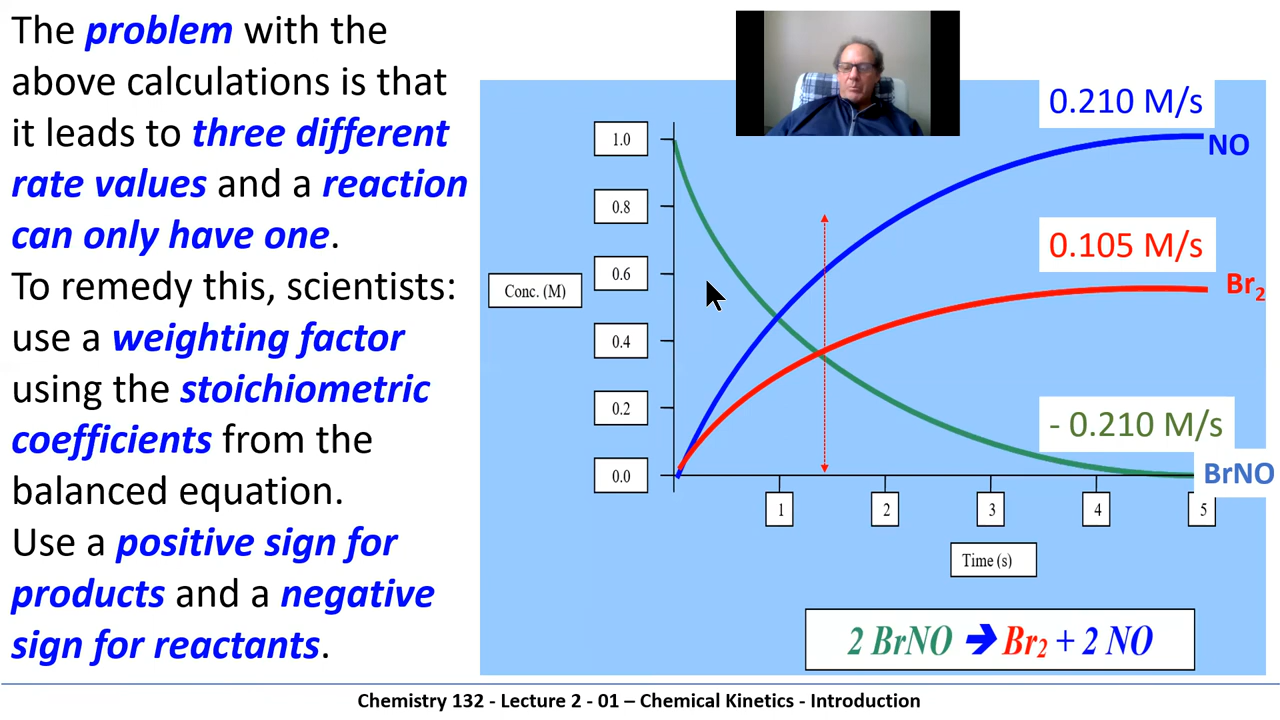 The problem with the
above calculations is that
it leads to three different
rate values and a reaction
can only have one.
To remedy this, scientists:
use a weighting factor
using the stoichiometric
coefficients from the
balanced equation.
Use a positive sign for
products and a negative
sign for reactants.
0.210 M/s
NO
1.0
0.8
0.105 M/s
Br₂
0.6
Conc. (M)
0.4
0.2
- 0.210 M/s
BrNO
0.0
1 2 3 4 5
Time (s)
2 BrNO ➔ Br₂ + 2 NO
Chemistry 132 - Lecture 2 - 01 – Chemical Kinetics - Introduction